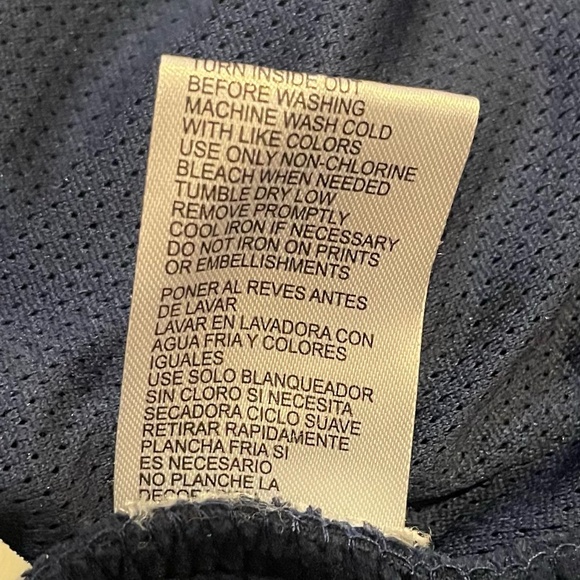 TURN INSIDE OUT
BEFORE WASHING
MACHINE WASH COLD
WITH LIKE COLORS
USE ONLY NON-CHLORINE
BLEACH WHEN NEEDED
TUMBLE DRY LOW
REMOVE PROMPTLY
COOL IRON IF NECESSARY
DO NOT IRON ON PRINTS
OR EMBELLISHMENTS
PONER AL REVES ANTES
DE LAVAR
LAVAR EN LAVADORA CON
AGUA FRIA Y COLORES
IGUALES
USE SOLO BLANQUEADOR
SIN CLORO SI NECESITA
SECADORA CICLO SUAVE
RETIRAR RAPIDAMENTE
PLANCHA FRIA SI
ES NECESARIO
NO PLANCHE LA